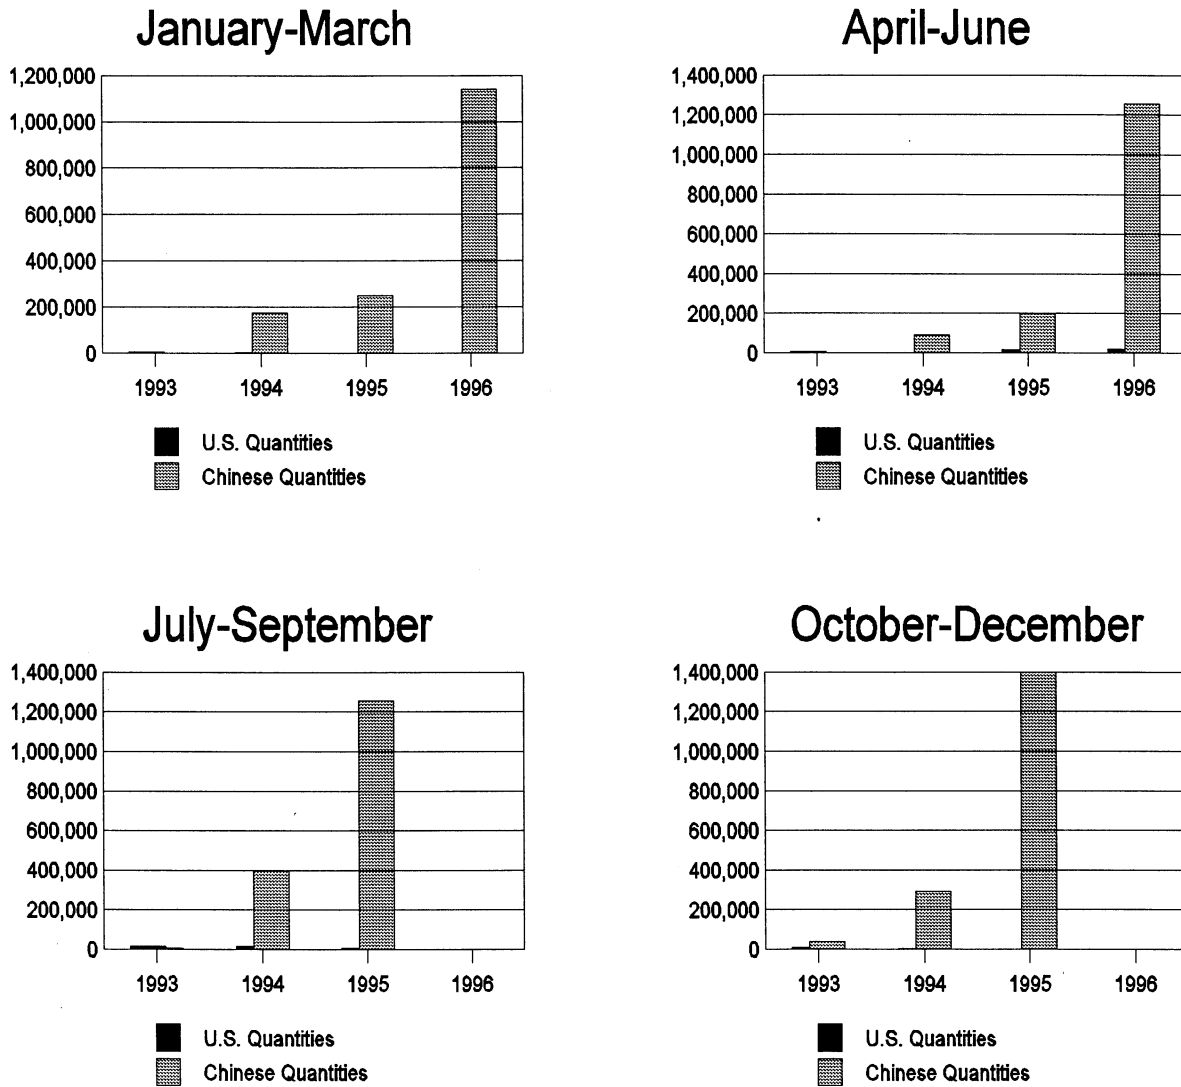 January-March
1,200,000
1,000,000
800,000
600,000
400,000
200,000
0
1993 1994 1995 1996
U.S. Quantities
Chinese Quantities
April-June
1,400,000
1,200,000
1,000,000
800,000
600,000
400,000
200,000
0
1993 1994 1995 1996
U.S. Quantities
Chinese Quantities
July-September
1,400,000
1,200,000
1,000,000
800,000
600,000
400,000
200,000
0
1993 1994 1995 1996
U.S. Quantities
Chinese Quantities
October-December
1,400,000
1,200,000
1,000,000
800,000
600,000
400,000
200,000
0
1993 1994 1995 1996
U.S. Quantities
Chinese Quantities